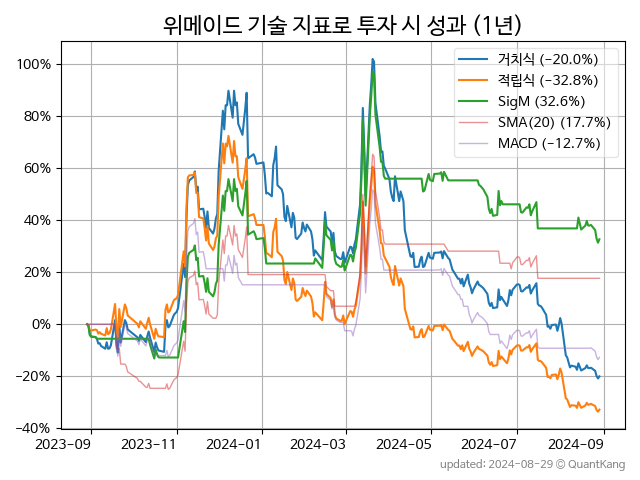 위메이드 기술 지표로 투자 시 성과 (1년)
거치식 (−20.0%)
적립식 (−32.8%)
SigM (32.6%)
SMA(20) (17.7%)
MACD (−12.7%)
100%
80%
60%
40%
20%
0%
−20%
−40%
2023-09 2023-11 2024-01 2024-03 2024-05 2024-07 2024-09
updated: 2024-08-29 © QuantKang